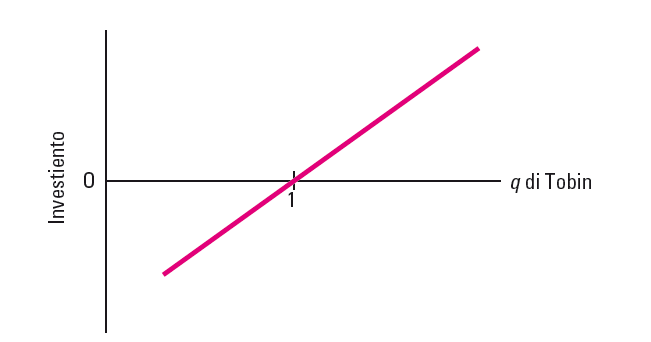 Investiento
0
1
q di Tobin